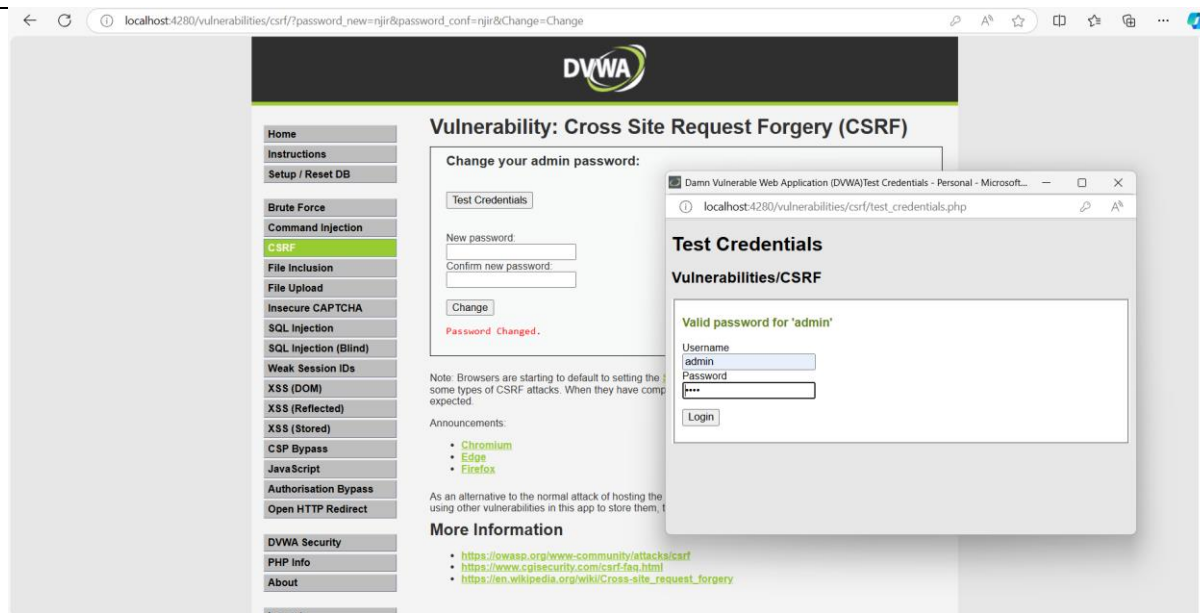 localhost:4280/vulnerabilities/csrf/?password_new=njir&password_conf=njir&Change=Change
DVWA
Home
Instructions
Setup / Reset DB
Brute Force
Command Injection
CSRF
File Inclusion
File Upload
Insecure CAPTCHA
SQL Injection
SQL Injection (Blind)
Weak Session IDs
XSS (DOM)
XSS (Reflected)
XSS (Stored)
CSP Bypass
JavaScript
Authorisation Bypass
Open HTTP Redirect
DVWA Security
PHP Info
About
Vulnerability: Cross Site Request Forgery (CSRF)
Change your admin password:
Test Credentials
New password:
Confirm new password:
Change
Password Changed.
Note: Browsers are starting to default to setting the
some types of CSRF attacks. When they have comp
expected.
Announcements:
• Chromium
• Edge
• Firefox
As an alternative to the normal attack of hosting the
using other vulnerabilities in this app to store them, t
More Information
• https://owasp.org/www-community/attacks/csrf
• https://www.cgisecurity.com/csrf-faq.html
• https://en.wikipedia.org/wiki/Cross-site_request_forgery
Damn Vulnerable Web Application (DVWA)Test Credentials - Personal - Microsoft...
localhost:4280/vulnerabilities/csrf/test_credentials.php
Test Credentials
Vulnerabilities/CSRF
Valid password for 'admin'
Username
admin
Password
••••
Login